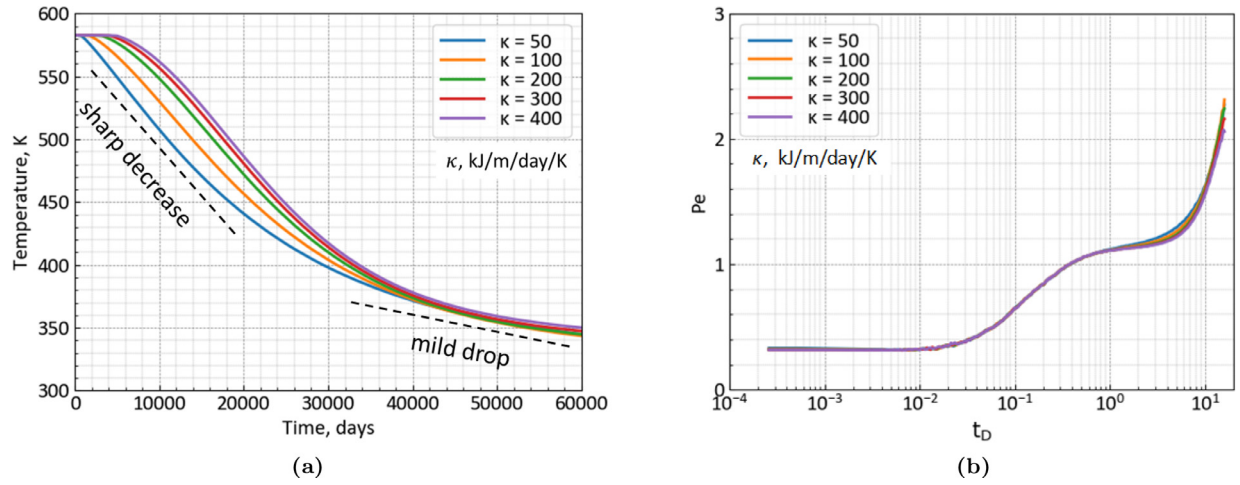 600
550
500
450
400
350
300
Temperature, K
0
10000
20000
30000
40000
50000
60000
Time, days
κ = 50
κ = 100
κ = 200
κ = 300
κ = 400
κ, kJ/m/day/K
sharp decrease
mild drop
(a)
3
2
1
0
Pe
10⁻⁴
10⁻³
10⁻²
10⁻¹
10⁰
10¹
t_D
κ = 50
κ = 100
κ = 200
κ = 300
κ = 400
κ, kJ/m/day/K
(b)